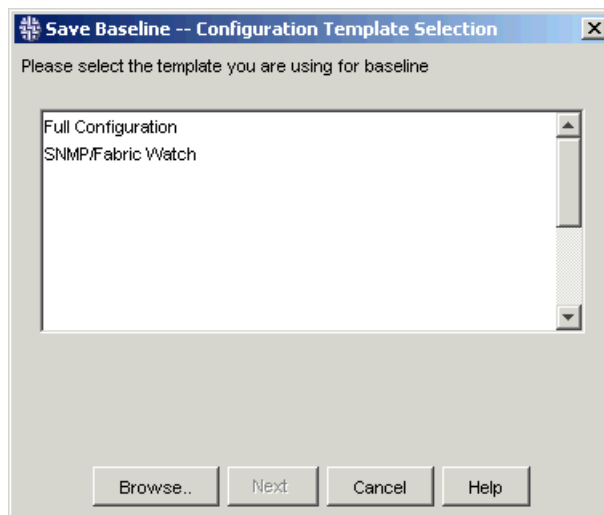 Save Baseline -- Configuration Template Selection
Please select the template you are using for baseline
Full Configuration
SNMP/Fabric Watch
Browse.. Next Cancel Help